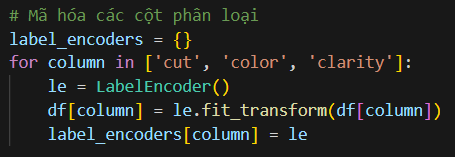 # Mã hóa các cột phân loại
label_encoders = {}
for column in ['cut', 'color', 'clarity']:
    le = LabelEncoder()
    df[column] = le.fit_transform(df[column])
    label_encoders[column] = le